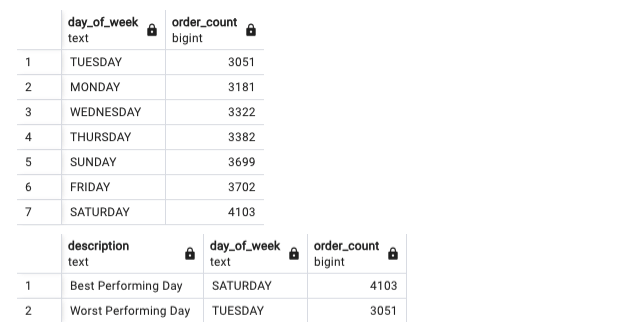 day_of_week order_count
text bigint
1 TUESDAY 3051
2 MONDAY 3181
3 WEDNESDAY 3322
4 THURSDAY 3382
5 SUNDAY 3699
6 FRIDAY 3702
7 SATURDAY 4103
description day_of_week order_count
text text bigint
1 Best Performing Day SATURDAY 4103
2 Worst Performing Day TUESDAY 3051